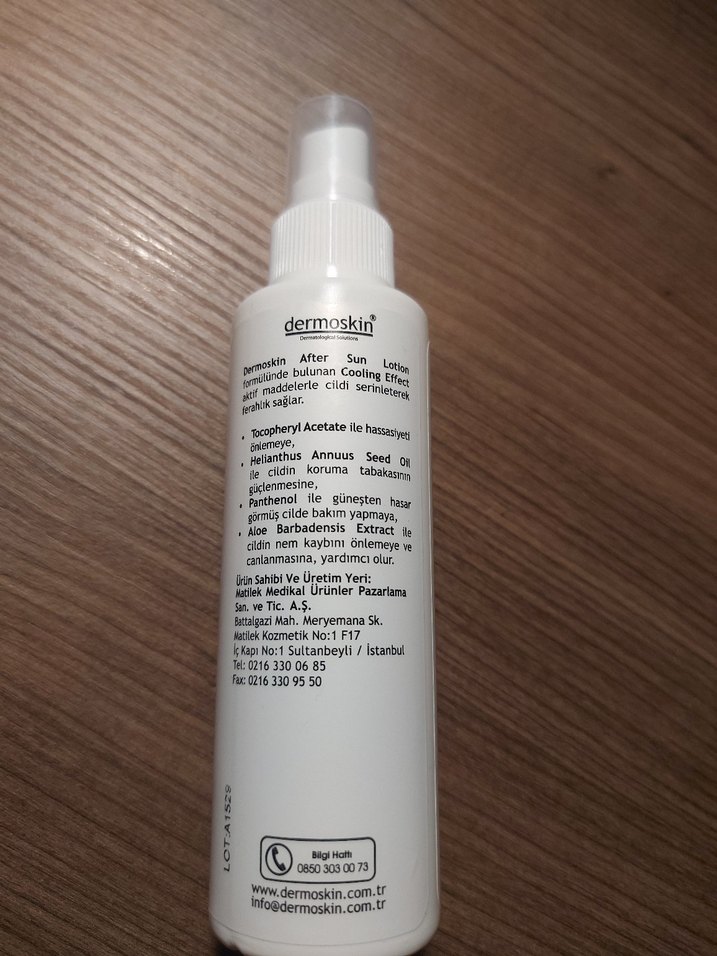 dermoskin®
Dermatological Solutions
Dermoskin After Sun Lotion
formülünde bulunan Cooling Effect
aktif maddelerle cildi serinleterek
ferahlık sağlar.
• Tocopheryl Acetate ile hassasiyeti
önlemeye,
• Helianthus Annuus Seed Oil
ile cildin koruma tabakasının
güçlenmesine,
• Panthenol ile güneşten hasar
görmüş cilde bakım yapmaya,
• Aloe Barbadensis Extract ile
cildin nem kaybını önlemeye ve
canlanmasına, yardımcı olur.
Ürün Sahibi Ve Üretim Yeri:
Matilek Medikal Ürünler Pazarlama
San. ve Tic. A.Ş.
Battalgazi Mah. Meryemana Sk.
Matilek Kozmetik No:1 F17
İç Kapı No:1 Sultanbeyli / İstanbul
Tel: 0216 330 06 85
Fax: 0216 330 95 50
LOT:A1529
Bilgi Hattı
0850 303 00 73
www.dermoskin.com.tr
info@dermoskin.com.tr